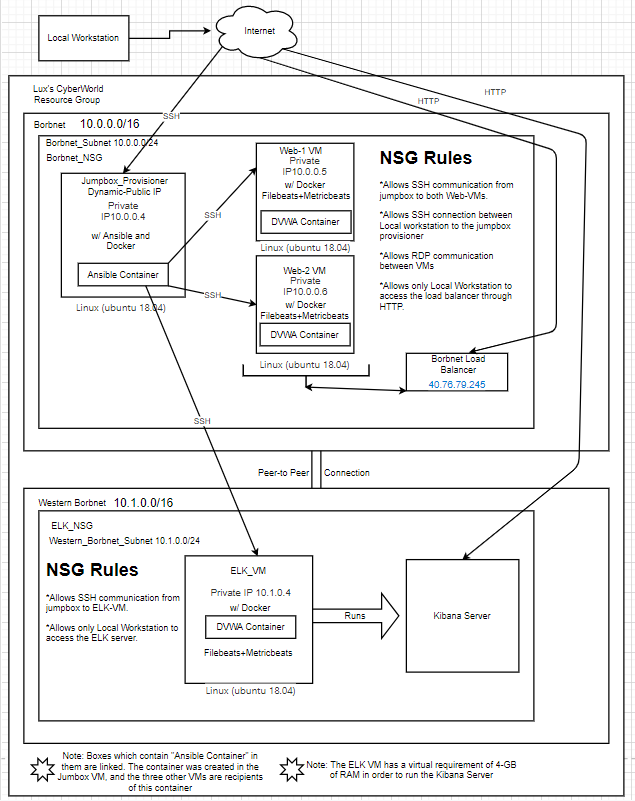 Local Workstation
Internet
Lux's CyberWorld
Resource Group
HTTP
HTTP
SSH
Borbnet 10.0.0.0/16
Borbnet_Subnet 10.0.0.0/24
Borbnet_NSG
Jumpbox_Provisioner
Dynamic-Public IP
Private
IP10.0.0.4
w/ Ansible and
Docker
Ansible Container
Linux (ubuntu 18.04)
SSH
SSH
Web-1 VM
Private
IP10.0.0.5
w/ Docker
Filebeats+Metricbeats
DVWA Container
Linux (ubuntu 18.04)
Web-2 VM
Private
IP10.0.0.6
w/ Docker
Filebeats+Metricbeats
DVWA Container
Linux (ubuntu 18.04)
NSG Rules
*Allows SSH communication from
jumpbox to both Web-VMs.
*Allows SSH connection between
Local workstation to the jumpbox
provisioner
*Allows RDP communication
between VMs
*Allows only Local Workstation to
access the load balancer through
HTTP.
Borbnet Load
Balancer
40.76.79.245
SSH
Peer-to Peer Connection
Western Borbnet 10.1.0.0/16
ELK_NSG
Western_Borbnet_Subnet 10.1.0.0/24
NSG Rules
*Allows SSH communication from
jumpbox to ELK-VM.
*Allows only Local Workstation to
access the ELK server.
ELK_VM
Private IP 10.1.0.4
w/ Docker
DVWA Container
Filebeats+Metricbeats
Linux (ubuntu 18.04)
Runs
Kibana Server
Note: Boxes which contain "Ansible Container" in
them are linked. The container was created in the
Jumbox VM, and the three other VMs are recipients
of this container
Note: The ELK VM has a virtual requirement of 4-GB
of RAM in order to run the Kibana Server